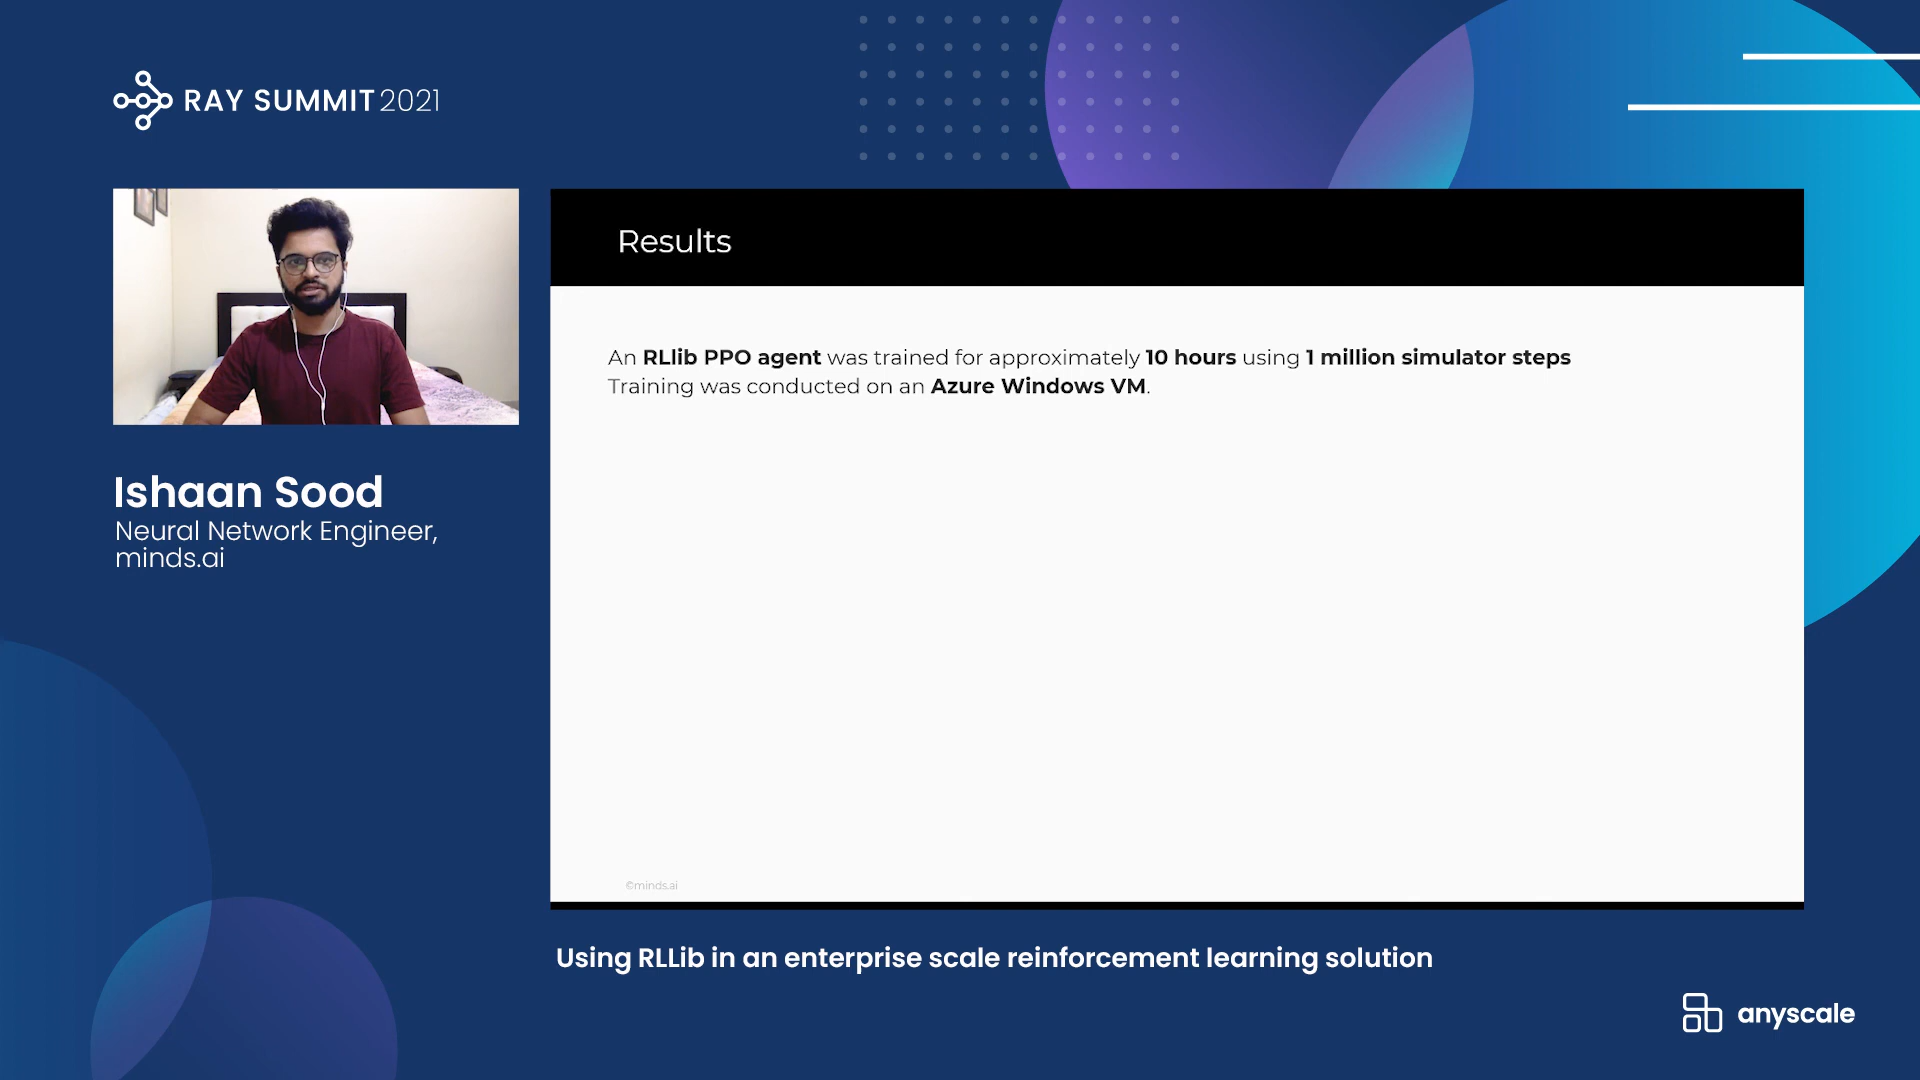 RAY SUMMIT 2021
Results
An RLlib PPO agent was trained for approximately 10 hours using 1 million simulator steps
Training was conducted on an Azure Windows VM.
©minds.ai
Ishaan Sood
Neural Network Engineer,
minds.ai
Using RLLib in an enterprise scale reinforcement learning solution
anyscale